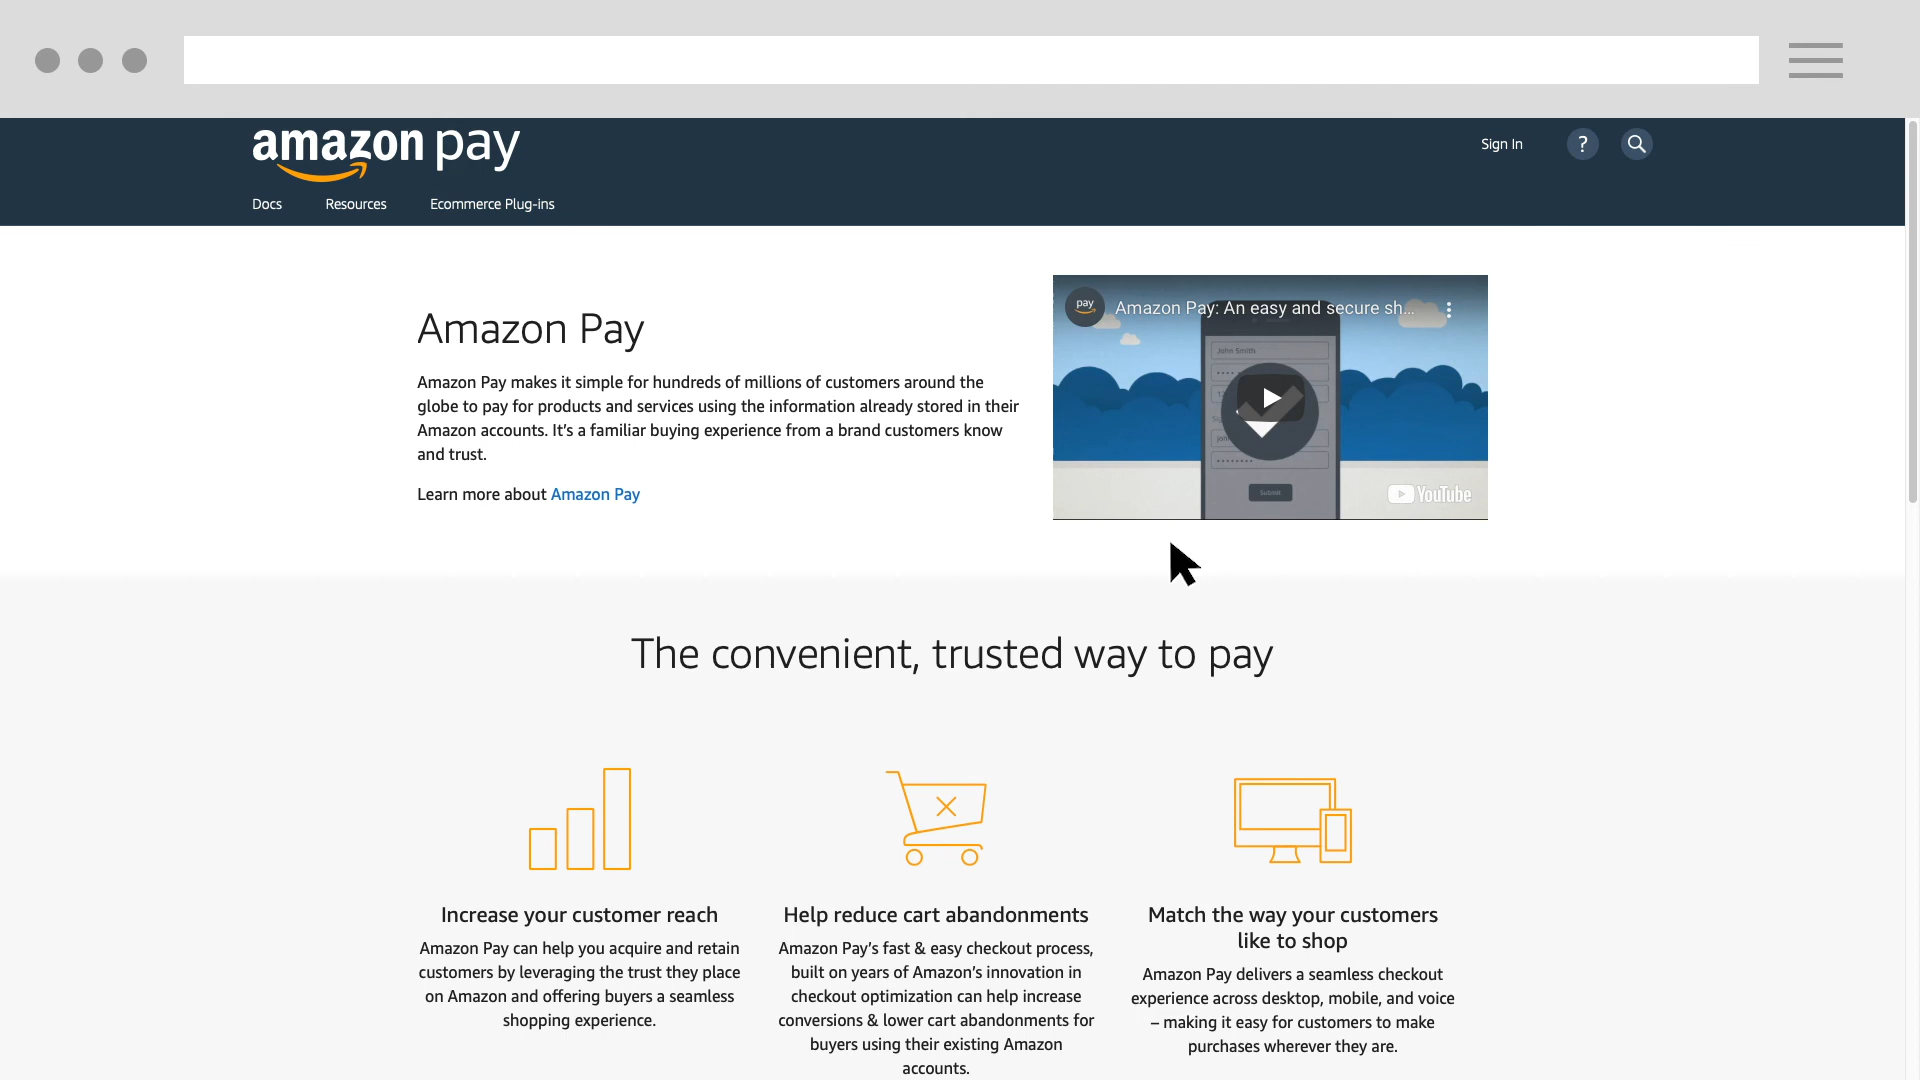 amazon pay
Sign In
?
Docs Resources Ecommerce Plug-ins
pay
Amazon Pay: An easy and secure sh...
John Smith
Submit
YouTube
Amazon Pay
Amazon Pay makes it simple for hundreds of millions of customers around the
globe to pay for products and services using the information already stored in their
Amazon accounts. It's a familiar buying experience from a brand customers know
and trust.
Learn more about Amazon Pay
The convenient, trusted way to pay
Increase your customer reach
Amazon Pay can help you acquire and retain
customers by leveraging the trust they place
on Amazon and offering buyers a seamless
shopping experience.
Help reduce cart abandonments
Amazon Pay's fast & easy checkout process,
built on years of Amazon's innovation in
checkout optimization can help increase
conversions & lower cart abandonments for
buyers using their existing Amazon
accounts.
Match the way your customers
like to shop
Amazon Pay delivers a seamless checkout
experience across desktop, mobile, and voice
– making it easy for customers to make
purchases wherever they are.